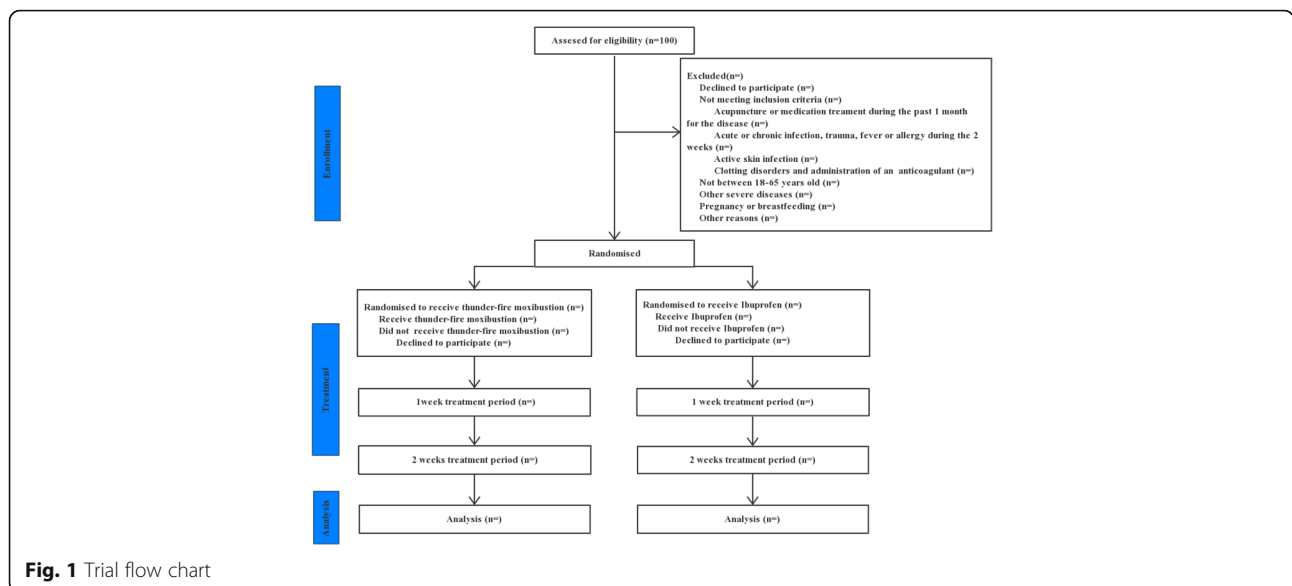 Assesed for eligibility (n=100)
Enrollment
Excluded(n=)
Declined to participate (n=)
Not meeting inclusion criteria (n=)
Acupuncture or medication treament during the past 1 month
for the disease (n=)
Acute or chronic infection, trauma, fever or allergy during the 2
weeks (n=)
Active skin infection (n=)
Clotting disorders and administration of an anticoagulant (n=)
Not between 18-65 years old (n=)
Other severe diseases (n=)
Pregnancy or breastfeeding (n=)
Other reasons (n=)
Randomised
Treatment
Randomised to receive thunder-fire moxibustion (n=)
Receive thunder-fire moxibustion (n=)
Did not receive thunder-fire moxibustion (n=)
Declined to participate (n=)
Randomised to receive Ibuprofen (n=)
Receive Ibuprofen (n=)
Did not receive Ibuprofen (n=)
Declined to participate (n=)
1week treatment period (n=)
1 week treatment period (n=)
2 weeks treatment period (n=)
2 weeks treatment period (n=)
Analysis
Analysis (n=)
Analysis (n=)
Fig. 1 Trial flow chart